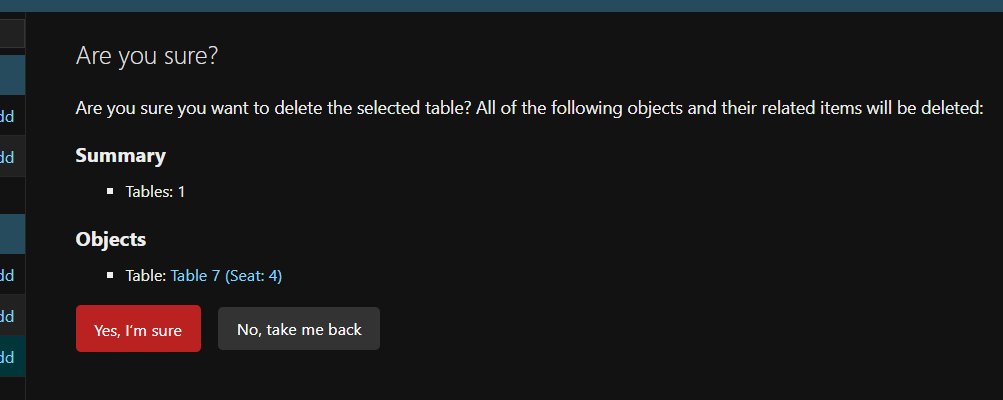 Are you sure?
Are you sure you want to delete the selected table? All of the following objects and their related items will be deleted:
Summary
Tables: 1
dd
dd
Objects
Table: Table 7 (Seat: 4)
dd
Yes, I'm sure
No, take me back
dd
dd